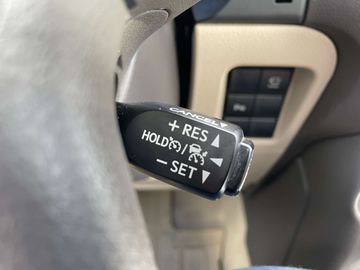 CANCEL
+ RES
HOLD /
− SET